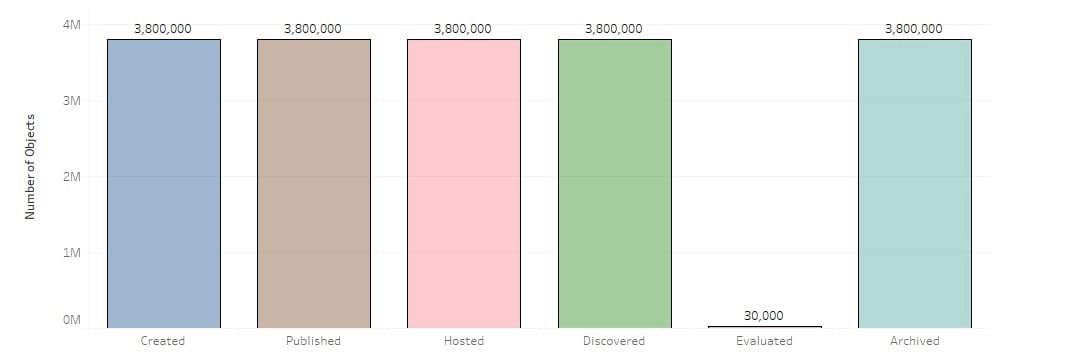 4M
3M
2M
1M
0M
Number of Objects
3,800,000 3,800,000 3,800,000 3,800,000 30,000 3,800,000
Created Published Hosted Discovered Evaluated Archived